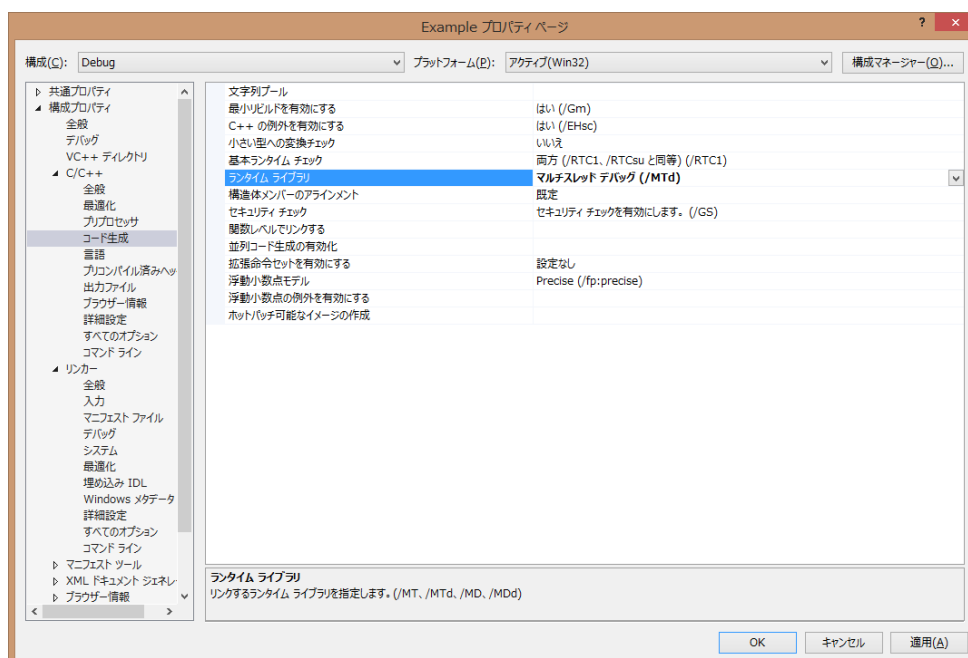 Example プロパティ ページ
?
×
構成(C): Debug プラットフォーム(P): アクティブ(Win32) 構成マネージャー(O)...
共通プロパティ
構成プロパティ
全般
デバッグ
VC++ ディレクトリ
C/C++
全般
最適化
プリプロセッサ
コード生成
言語
プリコンパイル済みヘッ
出力ファイル
ブラウザー情報
詳細設定
すべてのオプション
コマンド ライン
リンカー
全般
入力
マニフェスト ファイル
デバッグ
システム
最適化
埋め込み IDL
Windows メタデータ
詳細設定
すべてのオプション
コマンド ライン
マニフェスト ツール
XML ドキュメント ジェネレー
ブラウザー情報
文字列プール
最小リビルドを有効にする はい (/Gm)
C++ の例外を有効にする はい (/EHsc)
小さい型への変換チェック いいえ
基本ランタイム チェック 両方 (/RTC1、/RTCsu と同等) (/RTC1)
ランタイム ライブラリ マルチスレッド デバッグ (/MTd)
構造体メンバーのアラインメント 既定
セキュリティ チェック セキュリティ チェックを有効にします。 (/GS)
関数レベルでリンクする
並列コード生成の有効化
拡張命令セットを有効にする 設定なし
浮動小数点モデル Precise (/fp:precise)
浮動小数点の例外を有効にする
ホットパッチ可能なイメージの作成
ランタイム ライブラリ
リンクするランタイム ライブラリを指定します。(/MT、/MTd、/MD、/MDd)
OK キャンセル 適用(A)